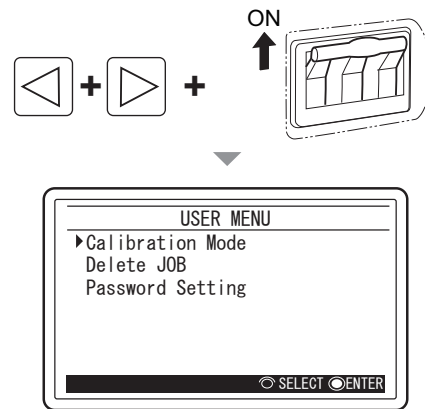 ON
+ +
USER MENU
Calibration Mode
Delete JOB
Password Setting
SELECT ENTER